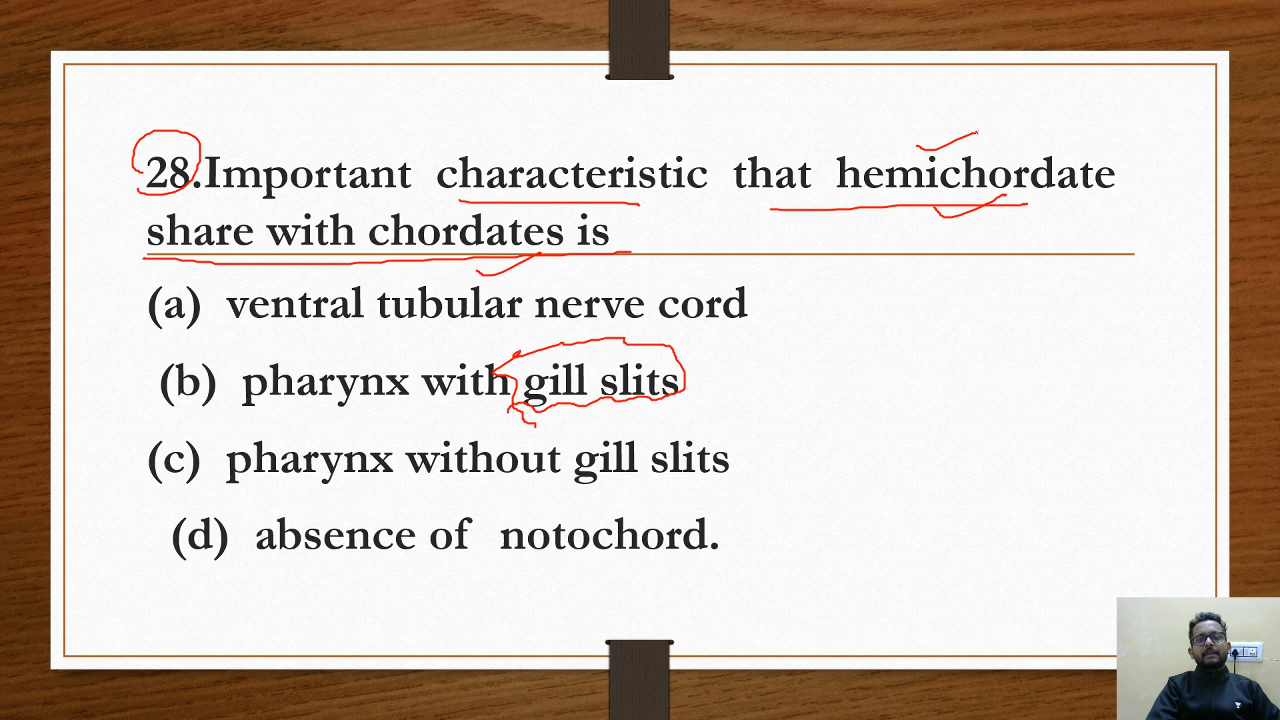 28.Important characteristic that hemichordate
share with chordates is
(a) ventral tubular nerve cord
(b) pharynx with gill slits
(c) pharynx without gill slits
(d) absence of notochord.